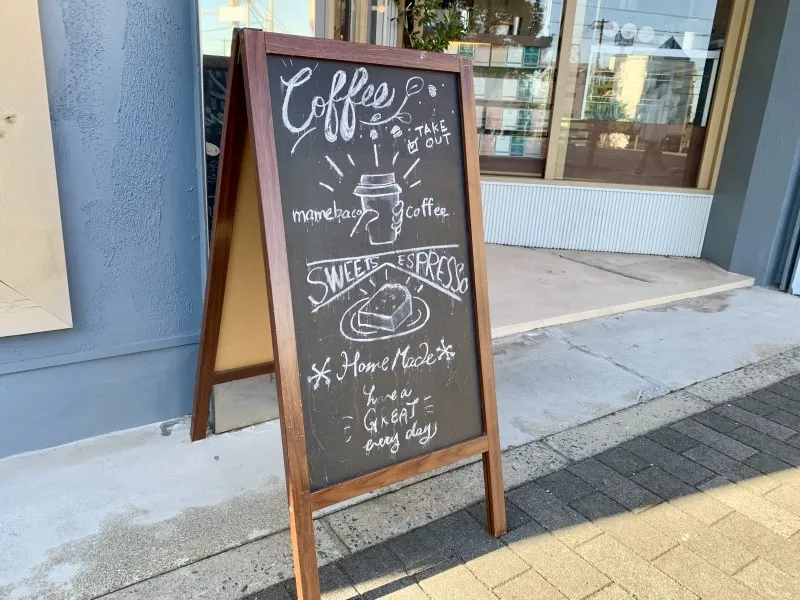 Coffee
TAKE
OUT
mamebaco coffee
SWEETS ESPRESSO
Home Made
have a
GREAT
every day